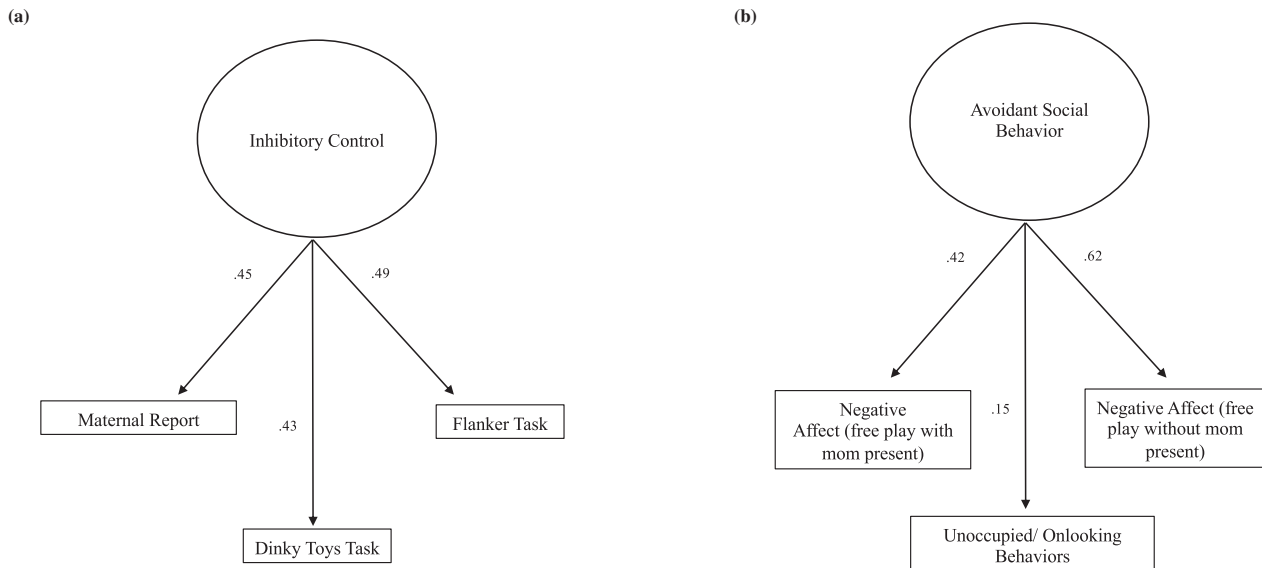 (a)
Inhibitory Control
.45
.49
.43
Maternal Report
Flanker Task
Dinky Toys Task
(b)
Avoidant Social
Behavior
.42
.62
.15
Negative
Affect (free play with
mom present)
Negative Affect (free
play without mom
present)
Unoccupied/ Onlooking
Behaviors